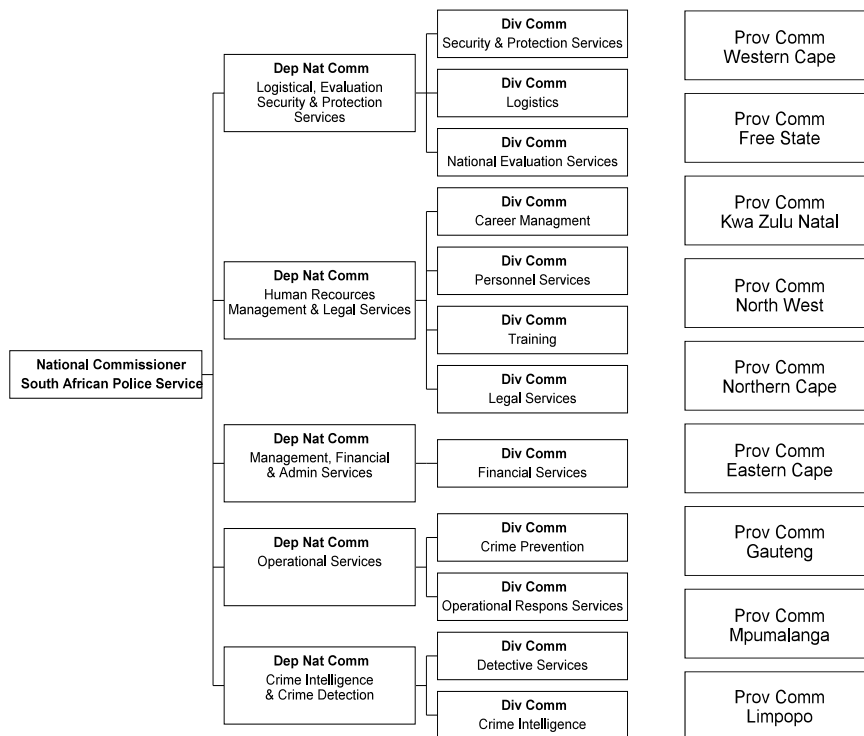 National Commissioner
South African Police Service
Dep Nat Comm
Logistical, Evaluation
Security & Protection
Services
Div Comm
Security & Protection Services
Div Comm
Logistics
Div Comm
National Evaluation Services
Dep Nat Comm
Human Recources
Management & Legal Services
Div Comm
Career Managment
Div Comm
Personnel Services
Div Comm
Training
Div Comm
Legal Services
Dep Nat Comm
Management, Financial
& Admin Services
Div Comm
Financial Services
Dep Nat Comm
Operational Services
Div Comm
Crime Prevention
Div Comm
Operational Respons Services
Dep Nat Comm
Crime Intelligence
& Crime Detection
Div Comm
Detective Services
Div Comm
Crime Intelligence
Prov Comm
Western Cape
Prov Comm
Free State
Prov Comm
Kwa Zulu Natal
Prov Comm
North West
Prov Comm
Northern Cape
Prov Comm
Eastern Cape
Prov Comm
Gauteng
Prov Comm
Mpumalanga
Prov Comm
Limpopo